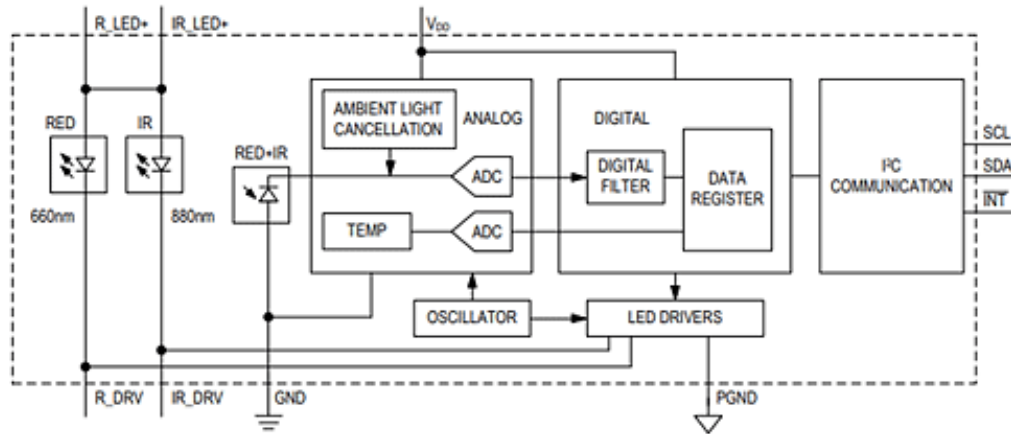 R_LED+
IR_LED+
VDD
RED
IR
660nm
880nm
RED+IR
AMBIENT LIGHT
CANCELLATION
ANALOG
ADC
TEMP
ADC
DIGITAL
DIGITAL
FILTER
DATA
REGISTER
I²C
COMMUNICATION
SCL
SDA
INT
OSCILLATOR
LED DRIVERS
R_DRV
IR_DRV
GND
PGND